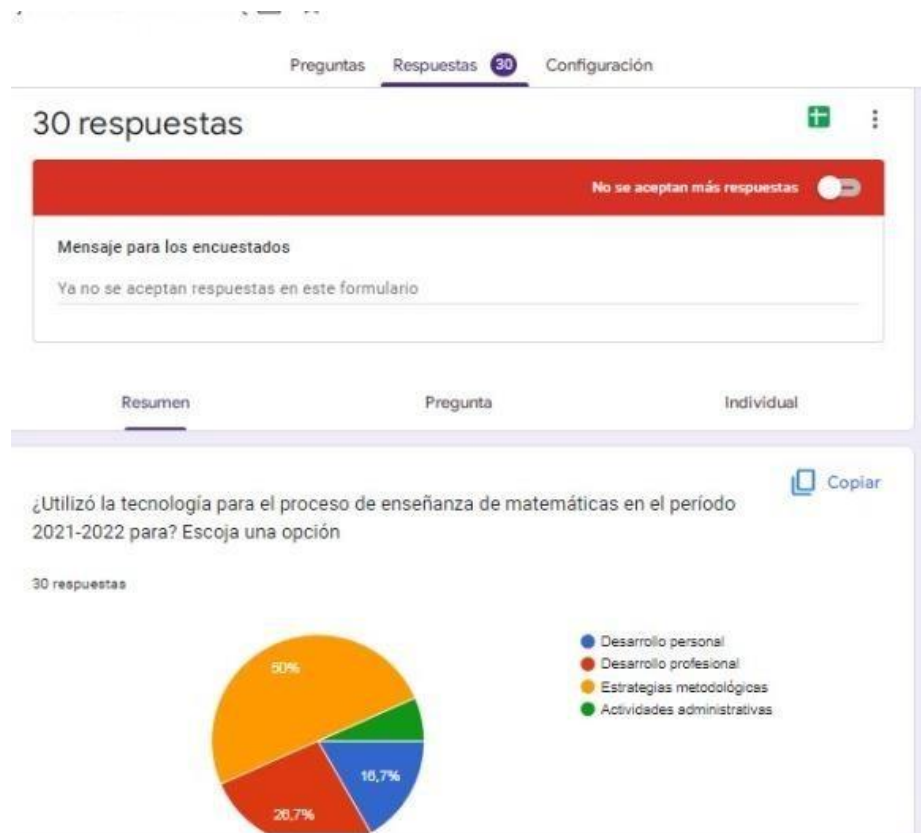 Preguntas Respuestas 30 Configuración
30 respuestas
No se aceptan más respuestas
Mensaje para los encuestados
Ya no se aceptan respuestas en este formulario
Resumen Pregunta Individual
Copiar
¿Utilizó la tecnología para el proceso de enseñanza de matemáticas en el período
2021-2022 para? Escoja una opción
30 respuestas
Desarrollo personal
Desarrollo profesional
Estrategias metodológicas
Actividades administrativas
50%
16,7%
26,7%